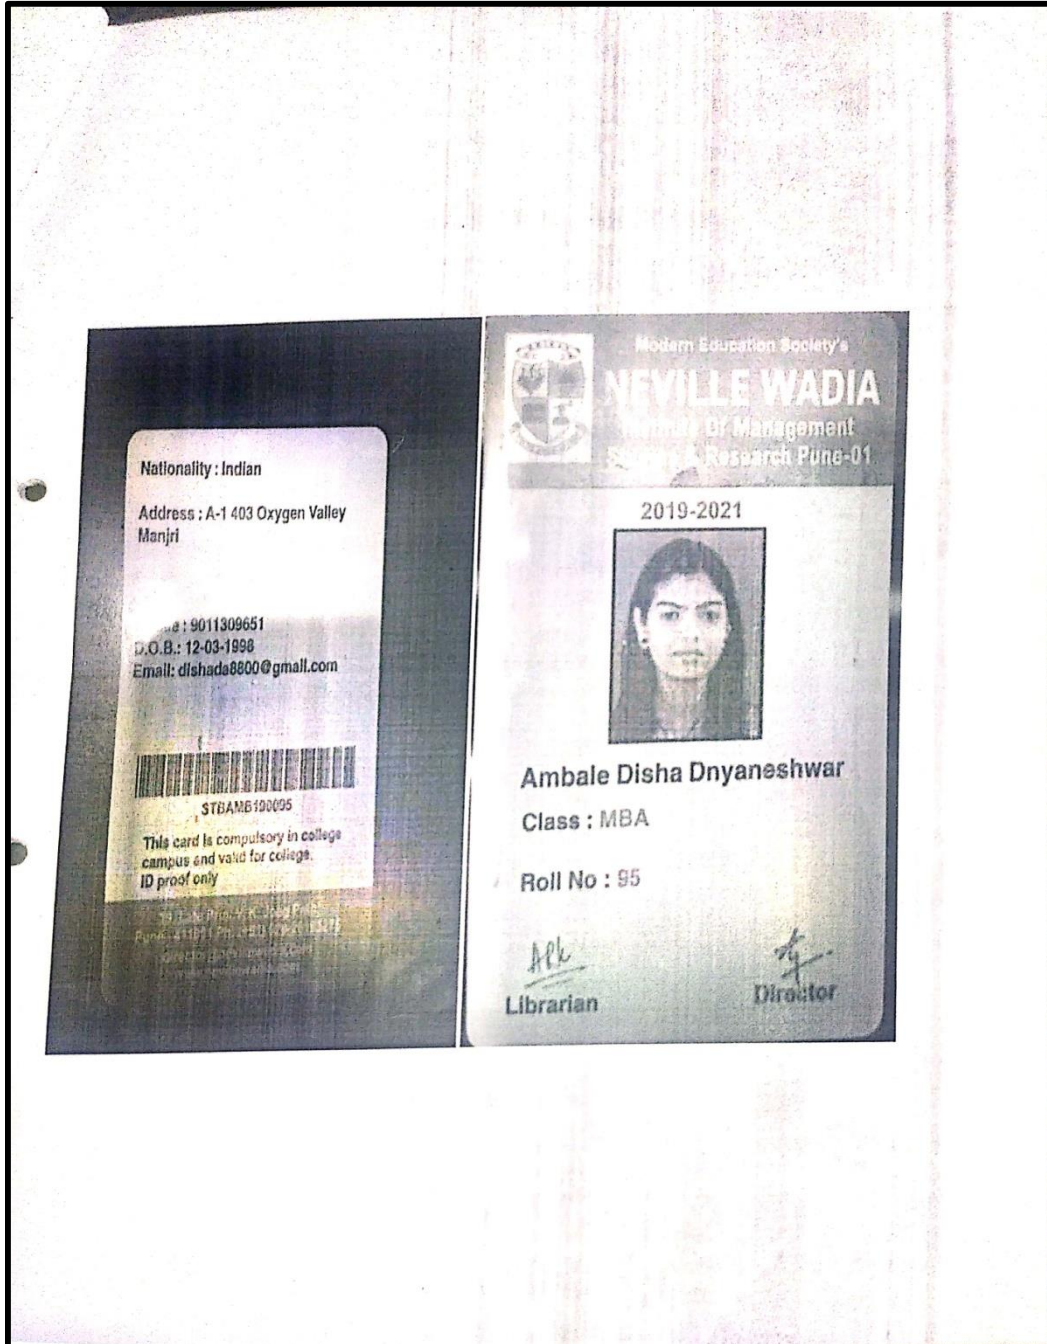 Nationality : Indian
Address : A-1 403 Oxygen Valley
Manjri
: 9011309651
D.O.B.: 12-03-1998
Email: dishada8800@gmail.com
This card is compulsory in college
campus and valid for college.
ID proof only
Modern Education Society's
NEVILLE WADIA
Institute Of Management
Research Pune-01
2019-2021
Ambale Disha Dnyaneshwar
Class : MBA
Roll No : 95
Librarian
Director